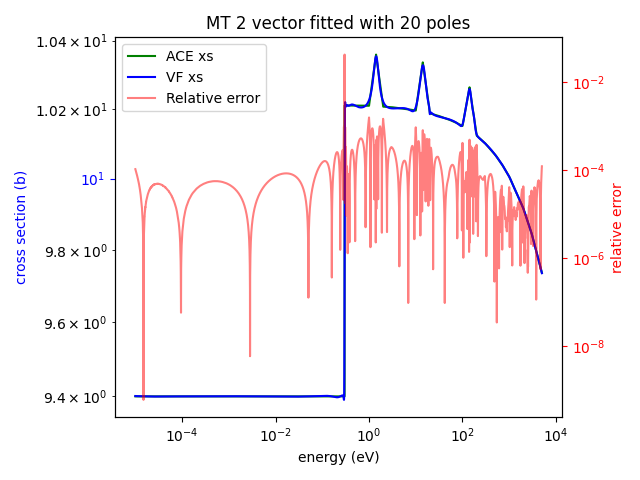 MT 2 vector fitted with 20 poles
ACE xs
VF xs
Relative error
1.04 × 10¹
1.02 × 10¹
10¹
9.8 × 10⁰
9.6 × 10⁰
9.4 × 10⁰
cross section (b)
10⁻²
10⁻⁴
10⁻⁶
10⁻⁸
relative error
10⁻⁴
10⁻²
10⁰
10²
10⁴
energy (eV)